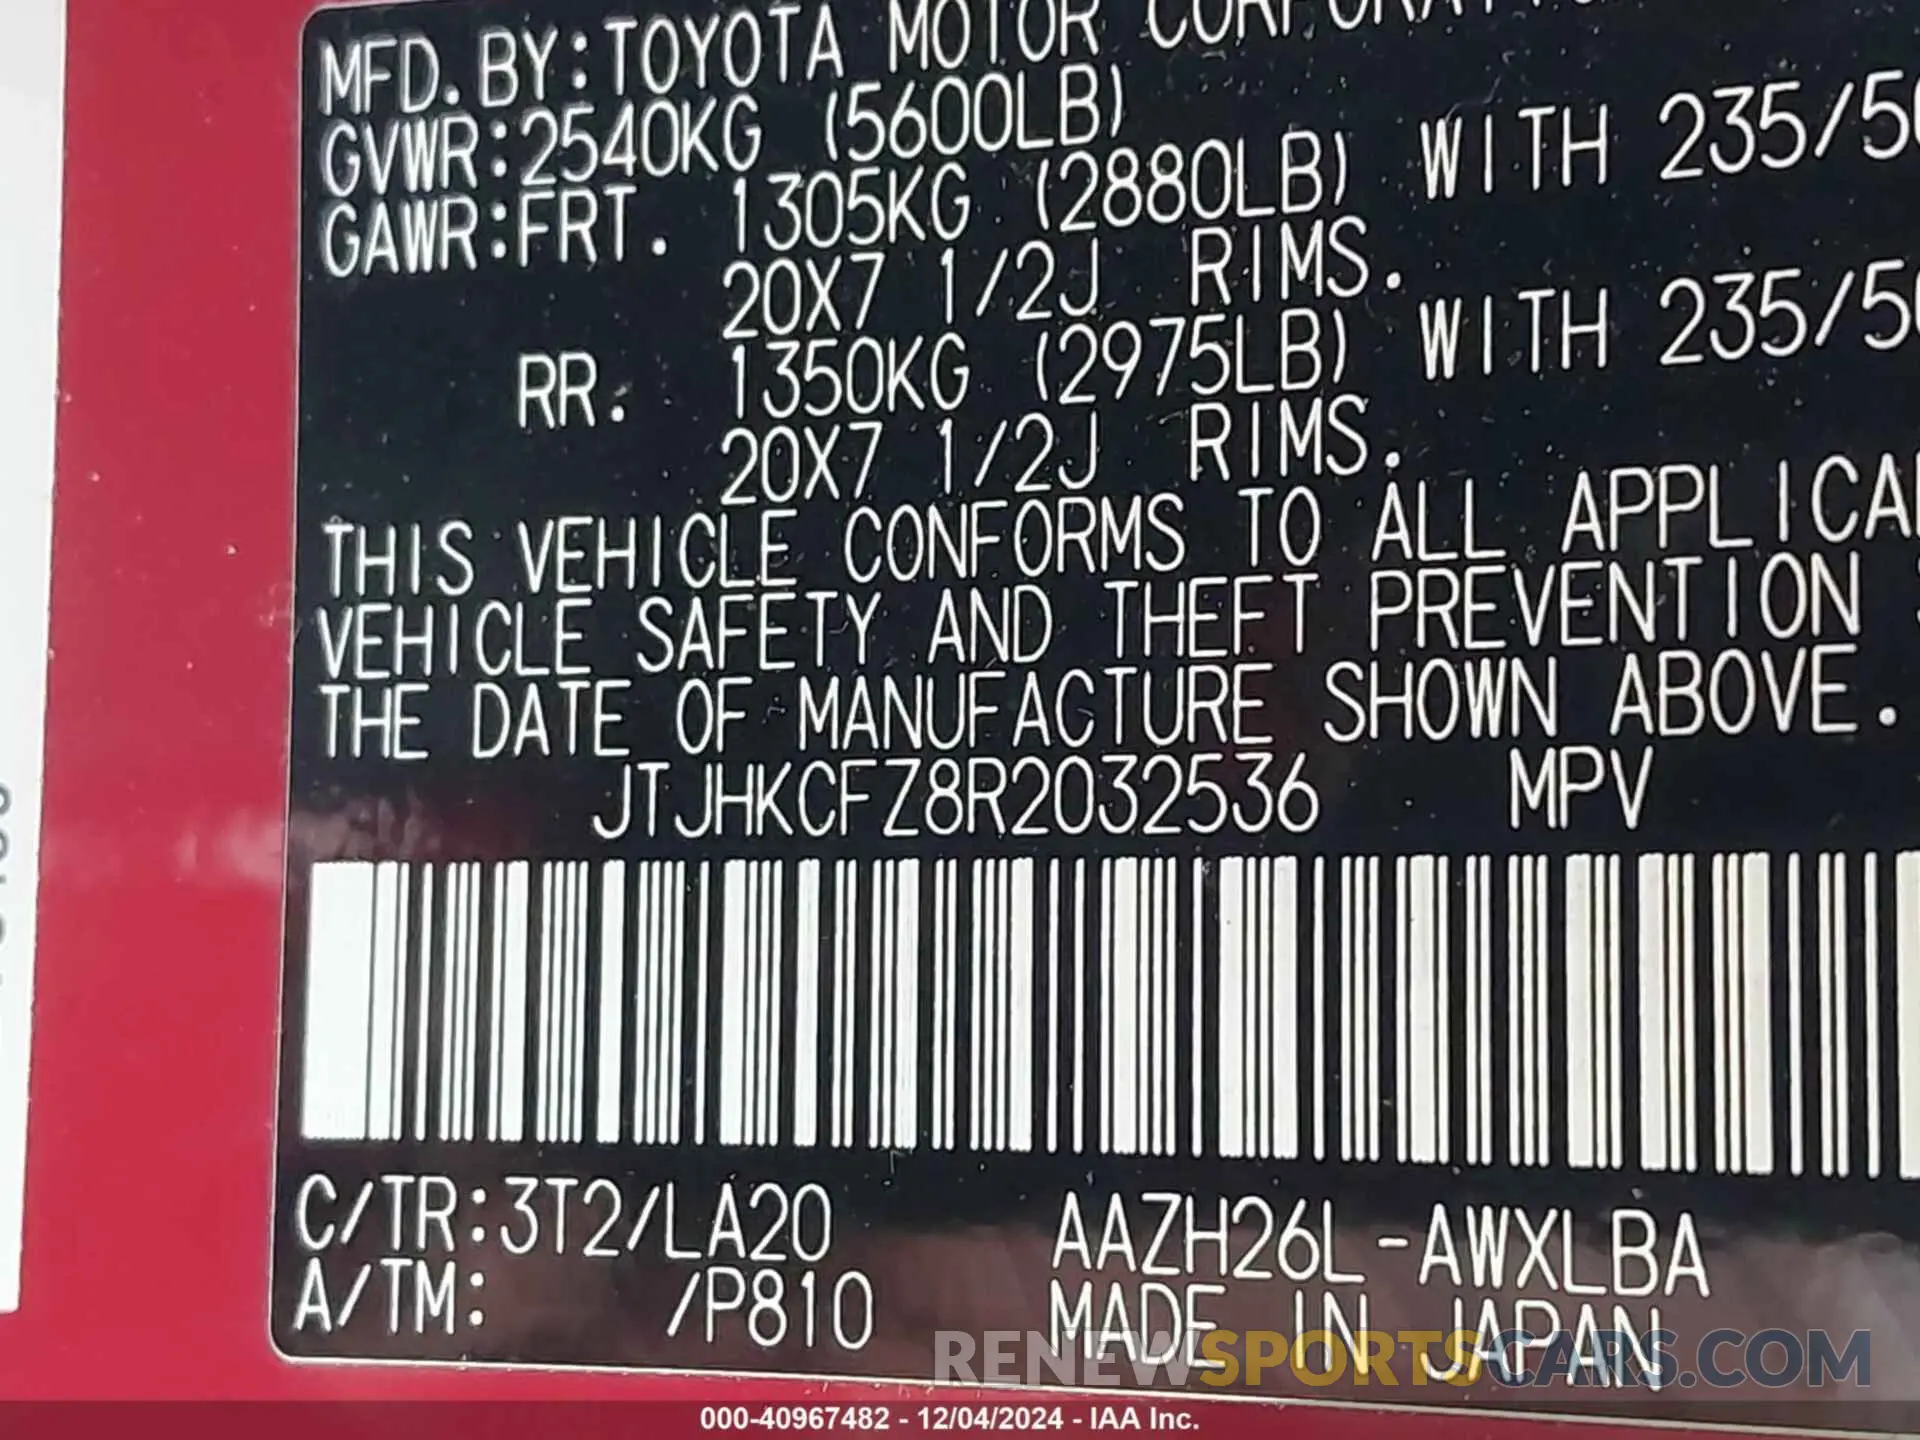 MFD. BY: TOYOTA MOTOR CORPORATIO
GVWR: 2540KG (5600LB)
GAWR: FRT. 1305KG (2880LB) WITH 235/50
20X7 1/2J RIMS.
RR. 1350KG (2975LB) WITH 235/50
20X7 1/2J RIMS.
THIS VEHICLE CONFORMS TO ALL APPLICA
VEHICLE SAFETY AND THEFT PREVENTION
THE DATE OF MANUFACTURE SHOWN ABOVE.
JTJHKCFZ8R2032536 MPV
C/TR: 3T2/LA20 AAZH26L-AWXLBA
A/TM: /P810 MADE IN JAPAN
RENEWSPORTSCARS.COM
000-40967482 - 12/04/2024 - IAA Inc.